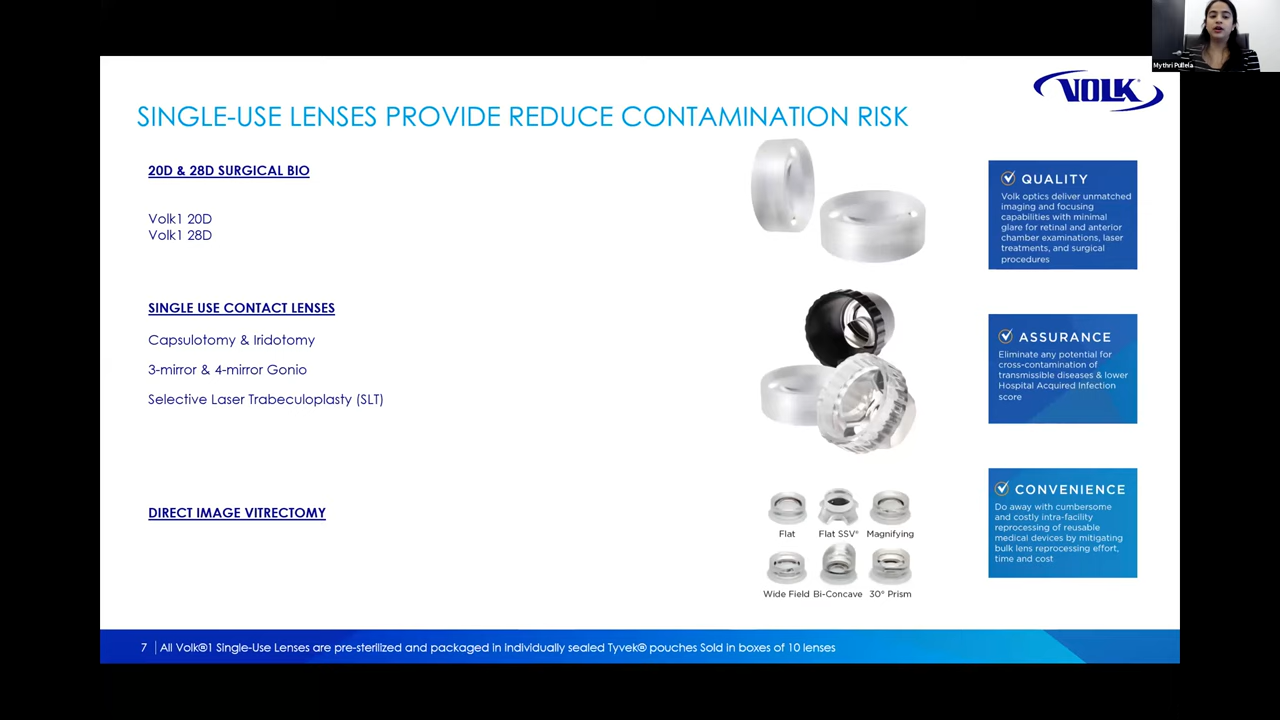 Mythri Pullela
VOLK®
SINGLE-USE LENSES PROVIDE REDUCE CONTAMINATION RISK
20D & 28D SURGICAL BIO
Volk1 20D
Volk1 28D
SINGLE USE CONTACT LENSES
Capsulotomy & Iridotomy
3-mirror & 4-mirror Gonio
Selective Laser Trabeculoplasty (SLT)
DIRECT IMAGE VITRECTOMY
Flat Flat SSV® Magnifying
Wide Field Bi-Concave 30° Prism
QUALITY
Volk optics deliver unmatched
imaging and focusing
capabilities with minimal
glare for retinal and anterior
chamber examinations, laser
treatments, and surgical
procedures
ASSURANCE
Eliminate any potential for
cross-contamination of
transmissible diseases & lower
Hospital Acquired Infection
score
CONVENIENCE
Do away with cumbersome
and costly intra-facility
reprocessing of reusable
medical devices by mitigating
bulk lens reprocessing effort,
time and cost
7 All Volk®1 Single-Use Lenses are pre-sterilized and packaged in individually sealed Tyvek® pouches Sold in boxes of 10 lenses